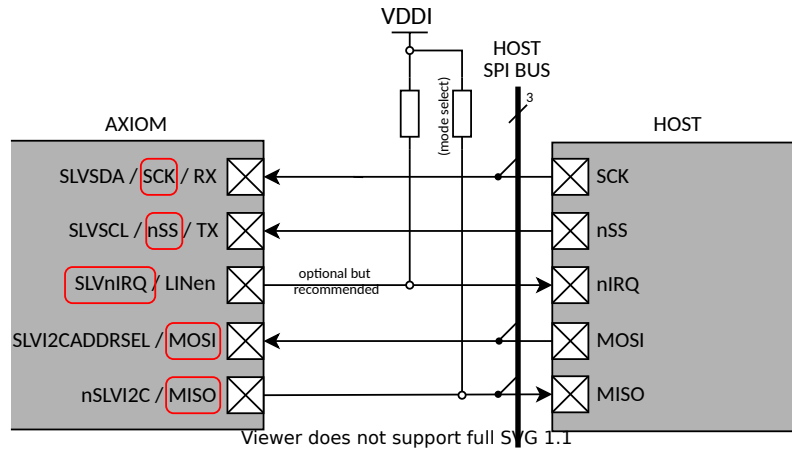 VDDI
HOST
SPI BUS
3
(mode select)
AXIOM
HOST
SLVSDA / SCK / RX
SCK
SLVSCL / nSS / TX
nSS
SLVnIRQ / LINen
optional but
recommended
nIRQ
SLVI2CADDRSEL / MOSI
MOSI
nSLVI2C / MISO
MISO
Viewer does not support full SVG 1.1